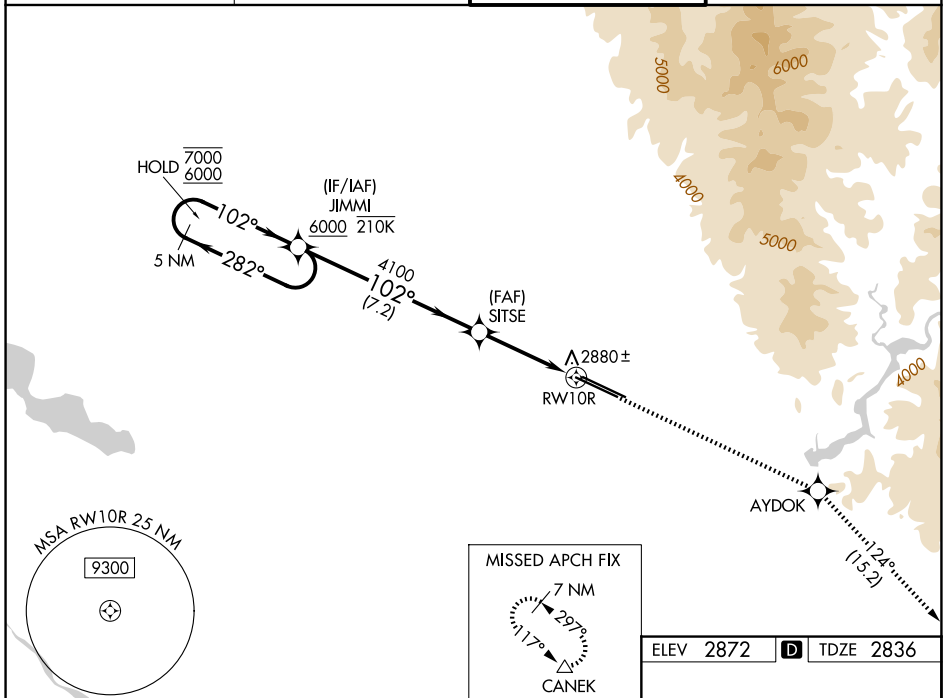 5000
6000
4000
5000
4000
HOLD
7000
6000
5 NM
102°
282°
(IF/IAF)
JIMMI
6000 210K
4100
102°
(7.2)
(FAF)
SITSE
2880 ±
RW10R
AYDOK
124°
(15.2)
MSA RW10R 25 NM
9300
MISSED APCH FIX
7 NM
297°
117°
CANEK
ELEV 2872 D TDZE 2836